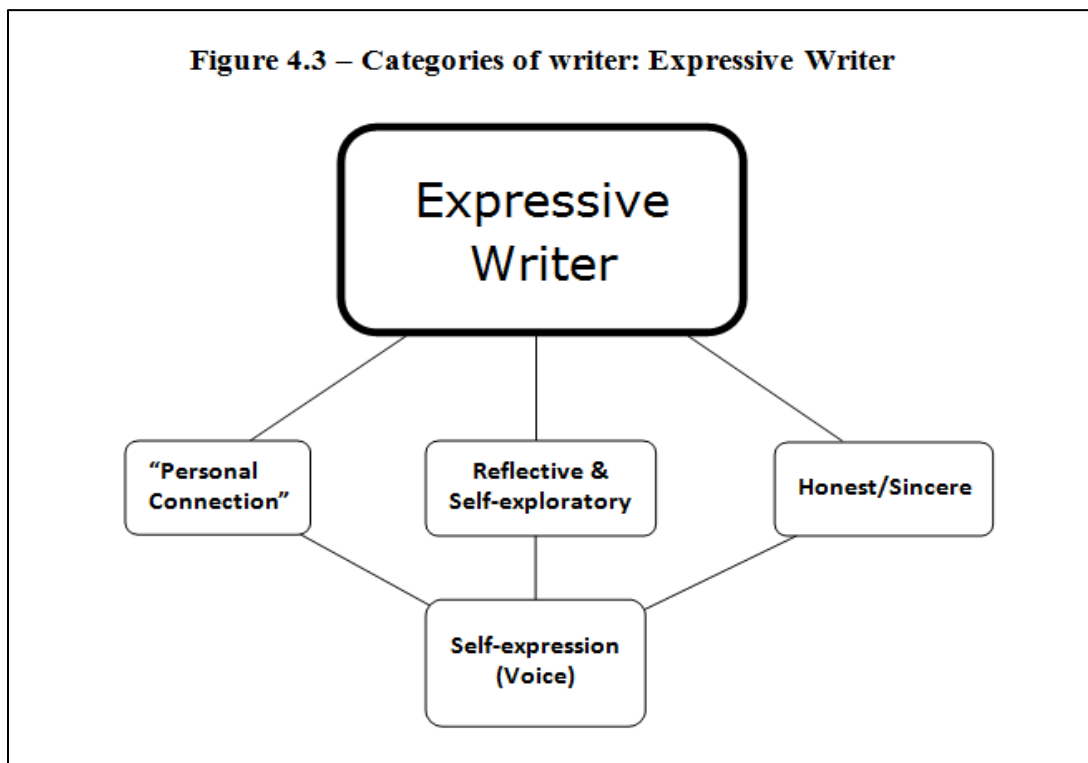 Figure 4.3 – Categories of writer: Expressive Writer
Expressive
Writer
“Personal
Connection”
Reflective &
Self-exploratory
Honest/Sincere
Self-expression
(Voice)